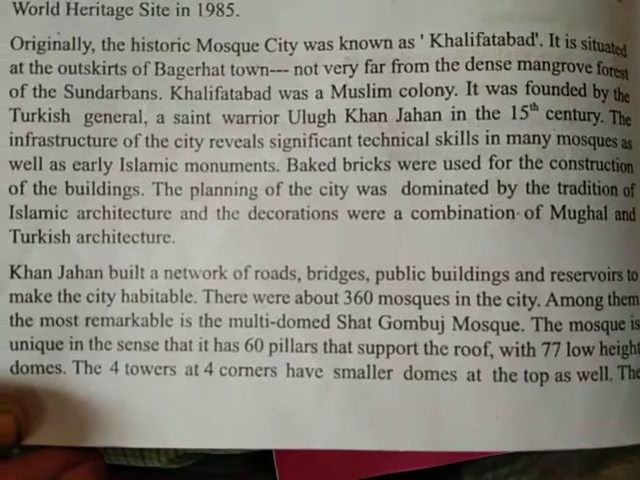 World Heritage Site in 1985.
Originally, the historic Mosque City was known as ' Khalifatabad'. It is situated
at the outskirts of Bagerhat town--- not very far from the dense mangrove forest
of the Sundarbans. Khalifatabad was a Muslim colony. It was founded by the
Turkish general, a saint warrior Ulugh Khan Jahan in the 15th century. The
infrastructure of the city reveals significant technical skills in many mosques as
well as early Islamic monuments. Baked bricks were used for the construction
of the buildings. The planning of the city was dominated by the tradition of
Islamic architecture and the decorations were a combination of Mughal and
Turkish architecture.
Khan Jahan built a network of roads, bridges, public buildings and reservoirs to
make the city habitable. There were about 360 mosques in the city. Among them
the most remarkable is the multi-domed Shat Gombuj Mosque. The mosque is
unique in the sense that it has 60 pillars that support the roof, with 77 low height
domes. The 4 towers at 4 corners have smaller domes at the top as well. The